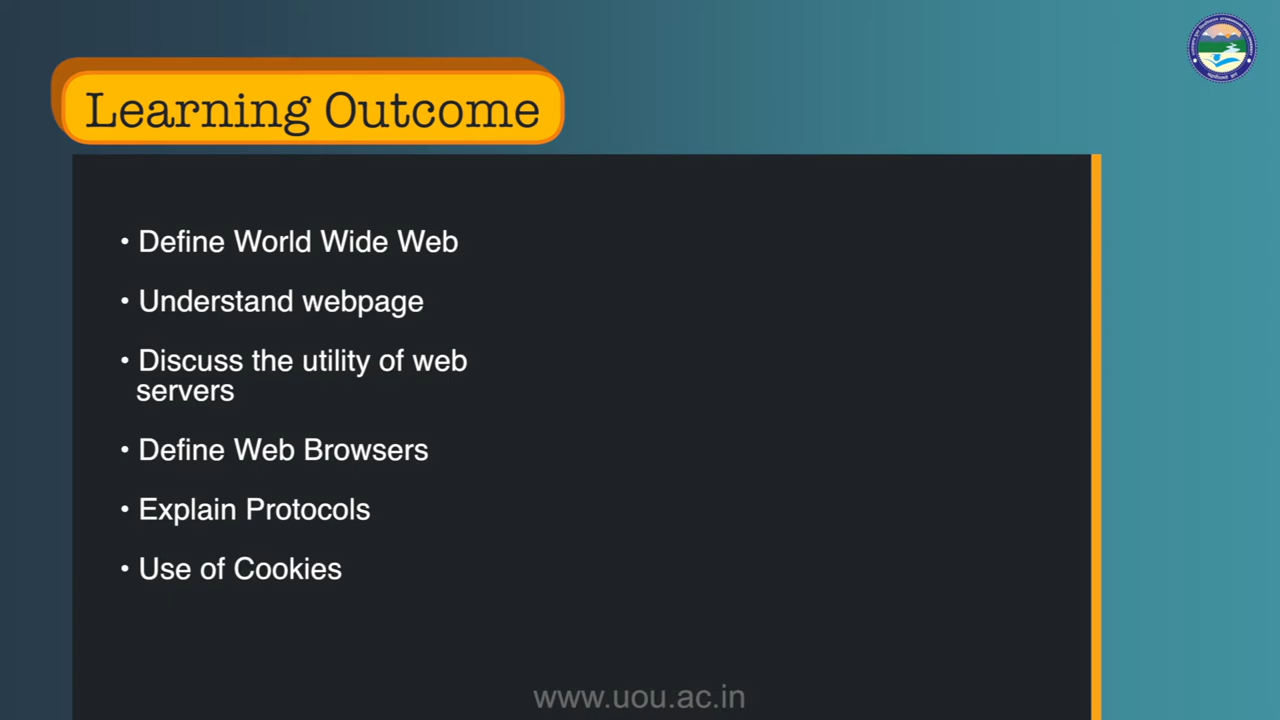 Learning Outcome
• Define World Wide Web
• Understand webpage
• Discuss the utility of web
servers
• Define Web Browsers
• Explain Protocols
• Use of Cookies
www.uou.ac.in